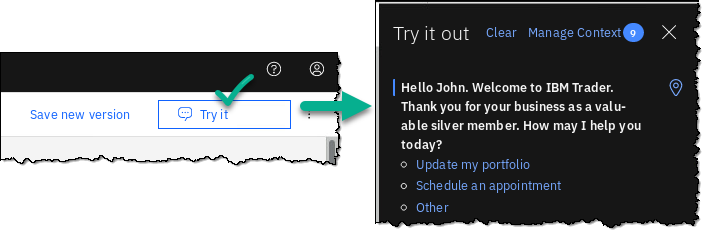 Save new version
Try it
Try it out
Clear
Manage Context 9
Hello John. Welcome to IBM Trader.
Thank you for your business as a valu-
able silver member. How may I help you
today?
Update my portfolio
Schedule an appointment
Other